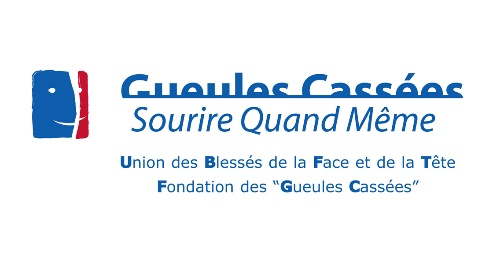 Gueules Cassées
Sourire Quand Même
Union des Blessés de la Face et de la Tête
Fondation des “Gueules Cassées”